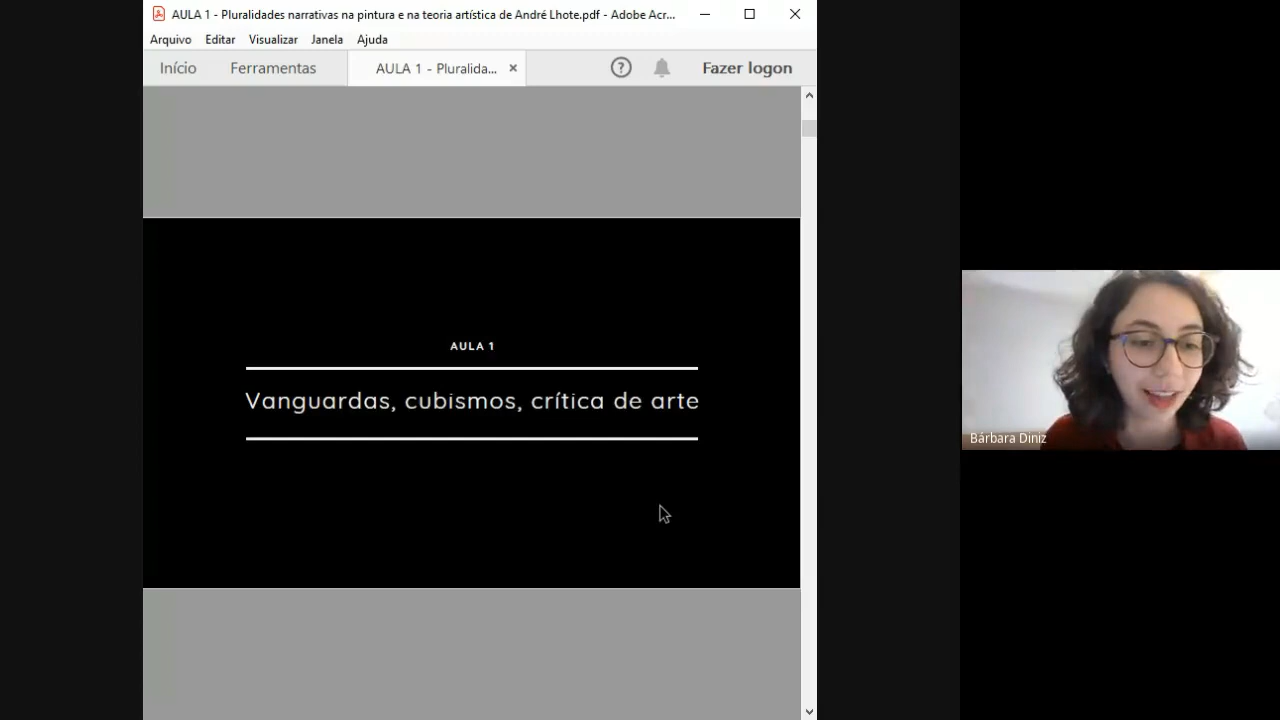 AULA 1 - Pluralidades narrativas na pintura e na teoria artística de André Lhote.pdf - Adobe Acr...
Arquivo Editar Visualizar Janela Ajuda
Início Ferramentas AULA 1 - Pluralida... × ? Fazer logon
AULA 1
Vanguardas, cubismos, crítica de arte
Bárbara Diniz